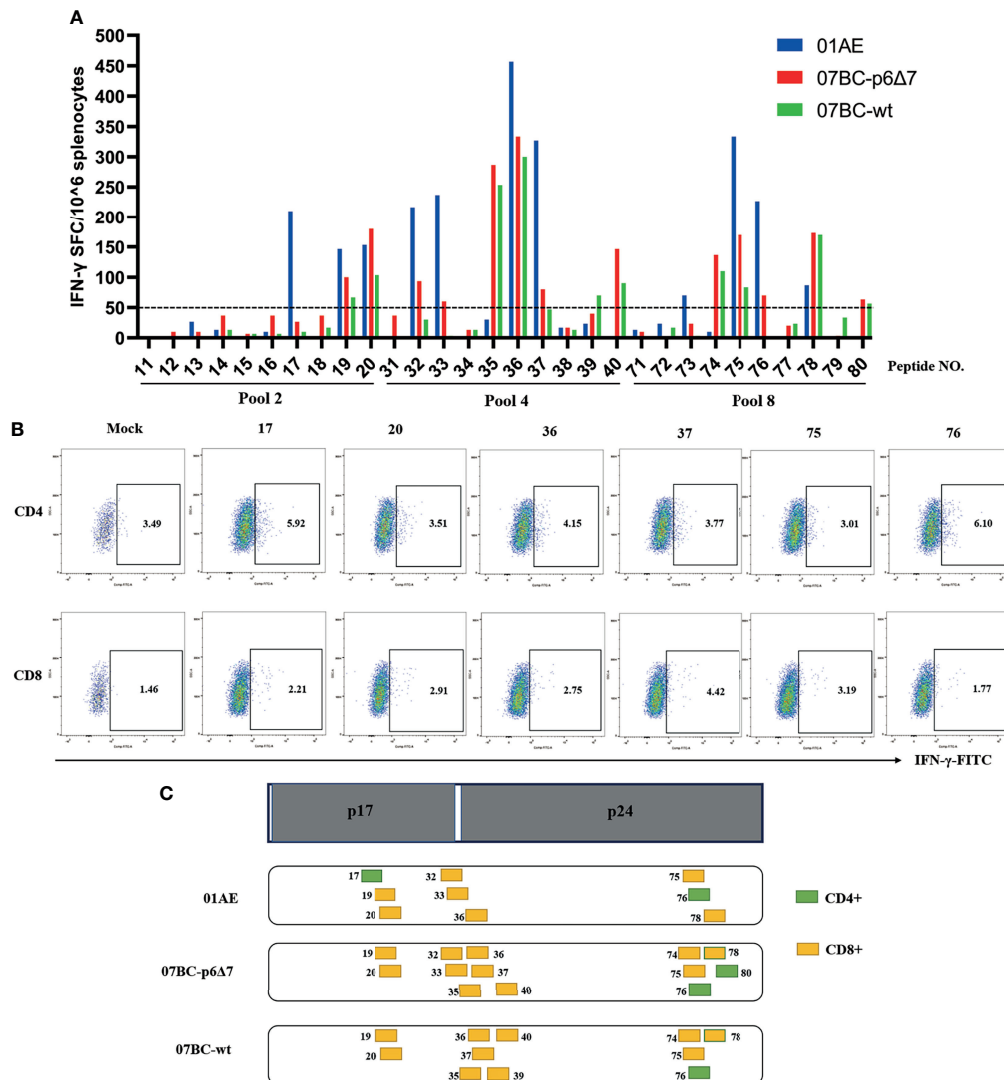 A
500
450
400
350
300
250
200
150
100
50
0
IFN-γ SFC/10^6 splenocytes
01AE
07BC-p6Δ7
07BC-wt
11 12 13 14 15 16 17 18 19 20 31 32 33 34 35 36 37 38 39 40 71 72 73 74 75 76 77 78 79 80
Peptide NO.
Pool 2 Pool 4 Pool 8
B
Mock 17 20 36 37 75 76
CD4
3.49 5.92 3.51 4.15 3.77 3.01 6.10
CD8
1.46 2.21 2.91 2.75 4.42 3.19 1.77
IFN-γ-FITC
C
p17 p24
01AE
17 32 75
19 33 76
20 36 78
CD4+
CD8+
07BC-p6Δ7
19 32 36 74 78
20 33 37 75 80
35 40 76
07BC-wt
19 36 40 74 78
20 37 75
35 39 76